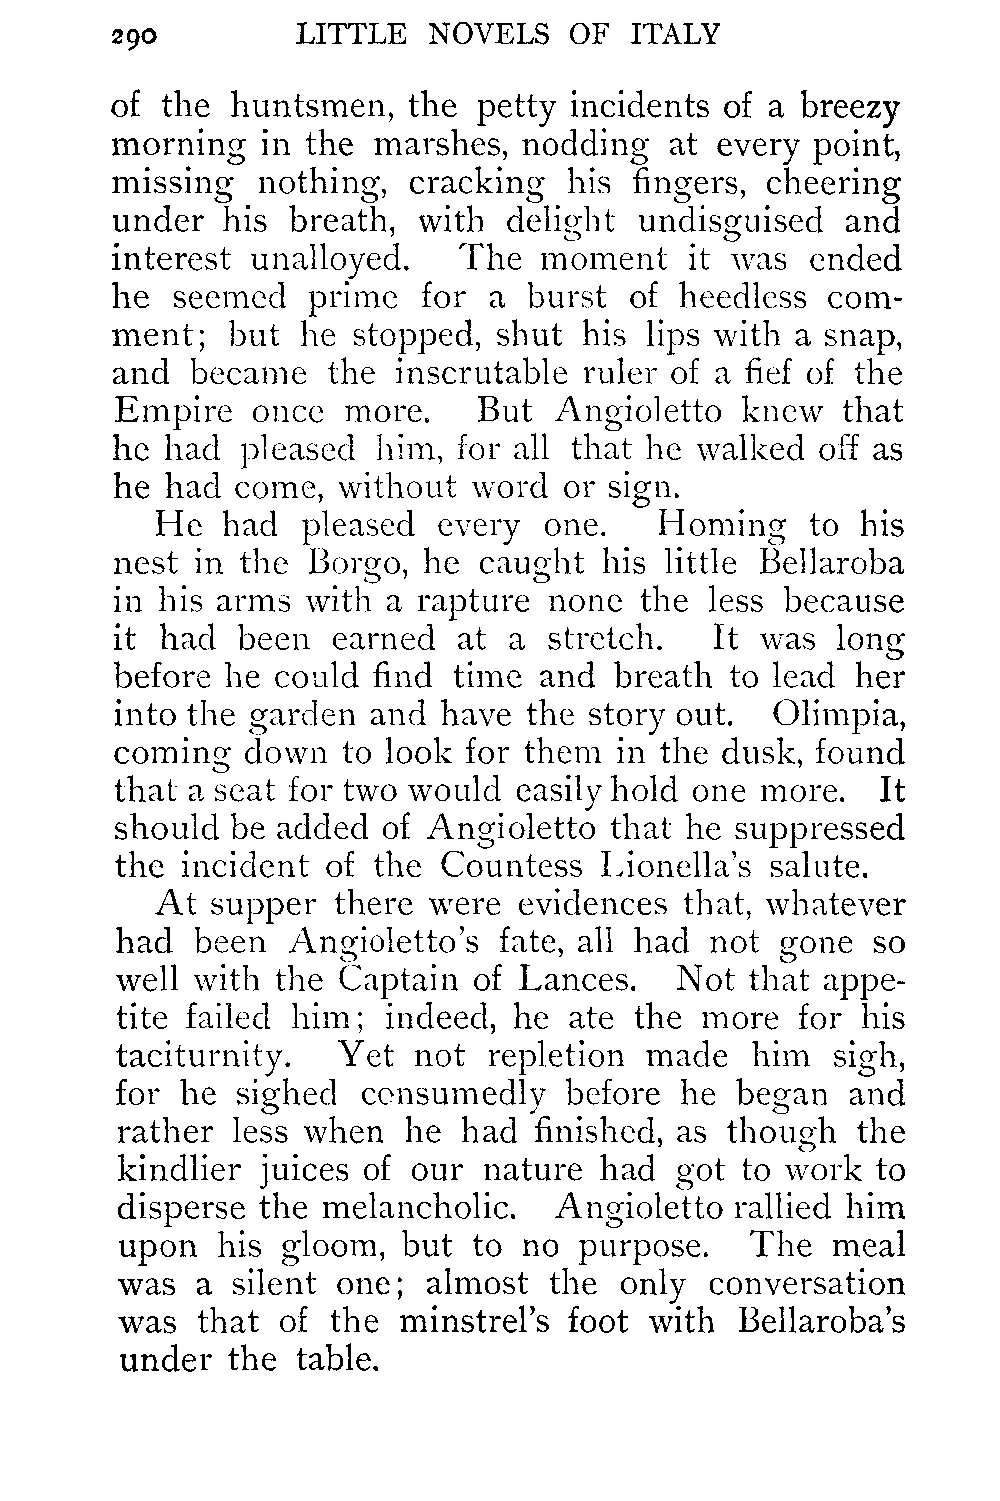 290 LITTLE NOVELS OF ITALY
of the huntsmen, the petty incidents of a breezy
morning in the marshes, nodding at every point,
missing nothing, cracking his fingers, cheering
under his breath, with delight undisguised and
interest unalloyed. The moment it was ended
he seemed prime for a burst of heedless com-
ment; but he stopped, shut his lips with a snap,
and became the inscrutable ruler of a fief of the
Empire once more. But Angioletto knew that
he had pleased him, for all that he walked off as
he had come, without word or sign.
He had pleased every one. Homing to his
nest in the Borgo, he caught his little Bellaroba
in his arms with a rapture none the less because
it had been earned at a stretch. It was long
before he could find time and breath to lead her
into the garden and have the story out. Olimpia,
coming down to look for them in the dusk, found
that a seat for two would easily hold one more. It
should be added of Angioletto that he suppressed
the incident of the Countess Lionella's salute.
At supper there were evidences that, whatever
had been Angioletto's fate, all had not gone so
well with the Captain of Lances. Not that appe-
tite failed him; indeed, he ate the more for his
taciturnity. Yet not repletion made him sigh,
for he sighed consumedly before he began and
rather less when he had finished, as though the
kindlier juices of our nature had got to work to
disperse the melancholic. Angioletto rallied him
upon his gloom, but to no purpose. The meal
was a silent one; almost the only conversation
was that of the minstrel's foot with Bellaroba's
under the table.